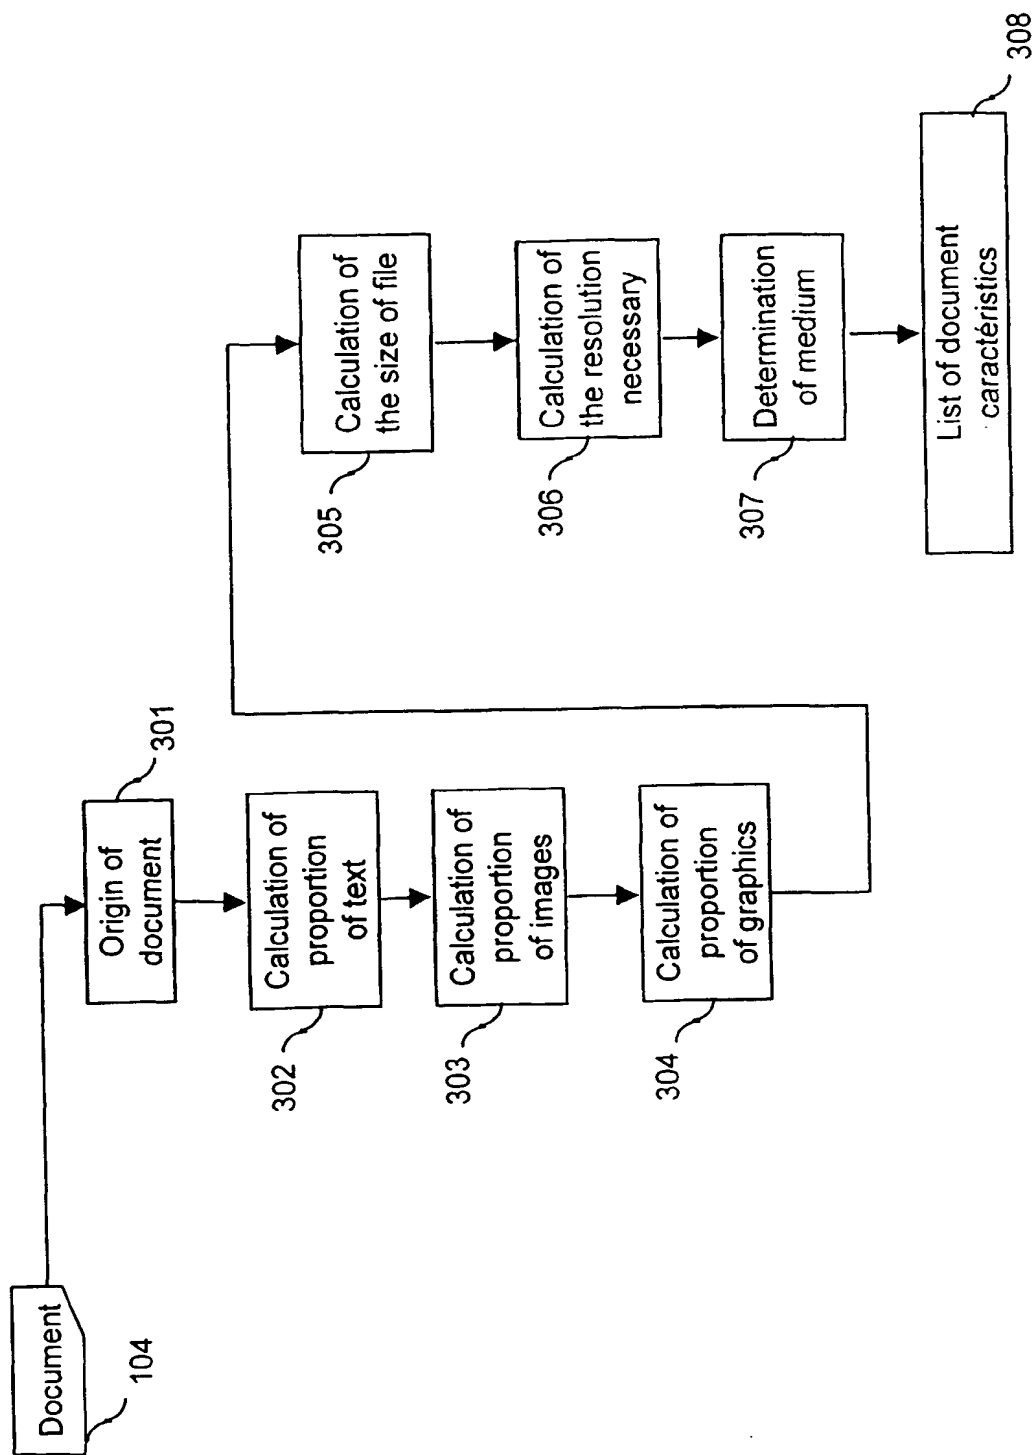 Document
104
Origin of
document
301
Calculation of
proportion
of text
302
Calculation of
proportion
of images
303
Calculation of
proportion
of graphics
304
Calculation of
the size of file
305
Calculation of
the resolution
necessary
306
Determination
of medium
307
List of document
caractéristics
308